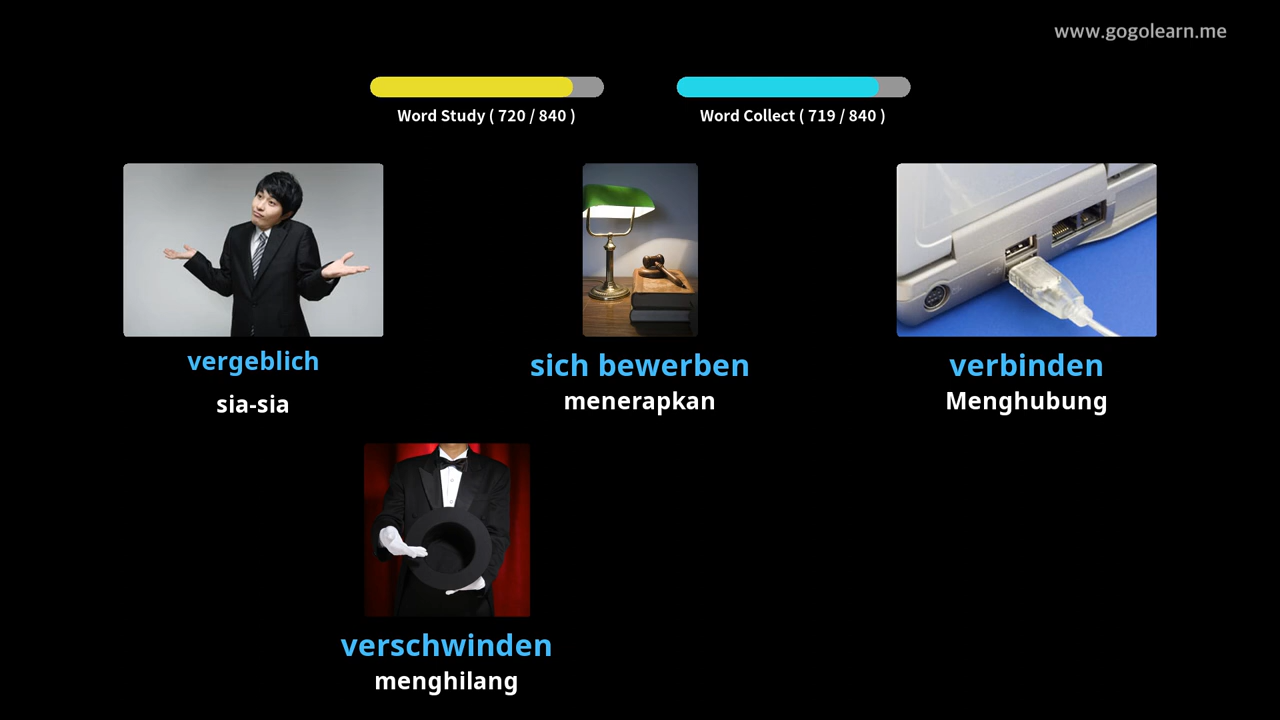 www.gogolearn.me
Word Study ( 720 / 840 )
Word Collect ( 719 / 840 )
vergeblich
sia-sia
sich bewerben
menerapkan
verbinden
Menghubung
verschwinden
menghilang